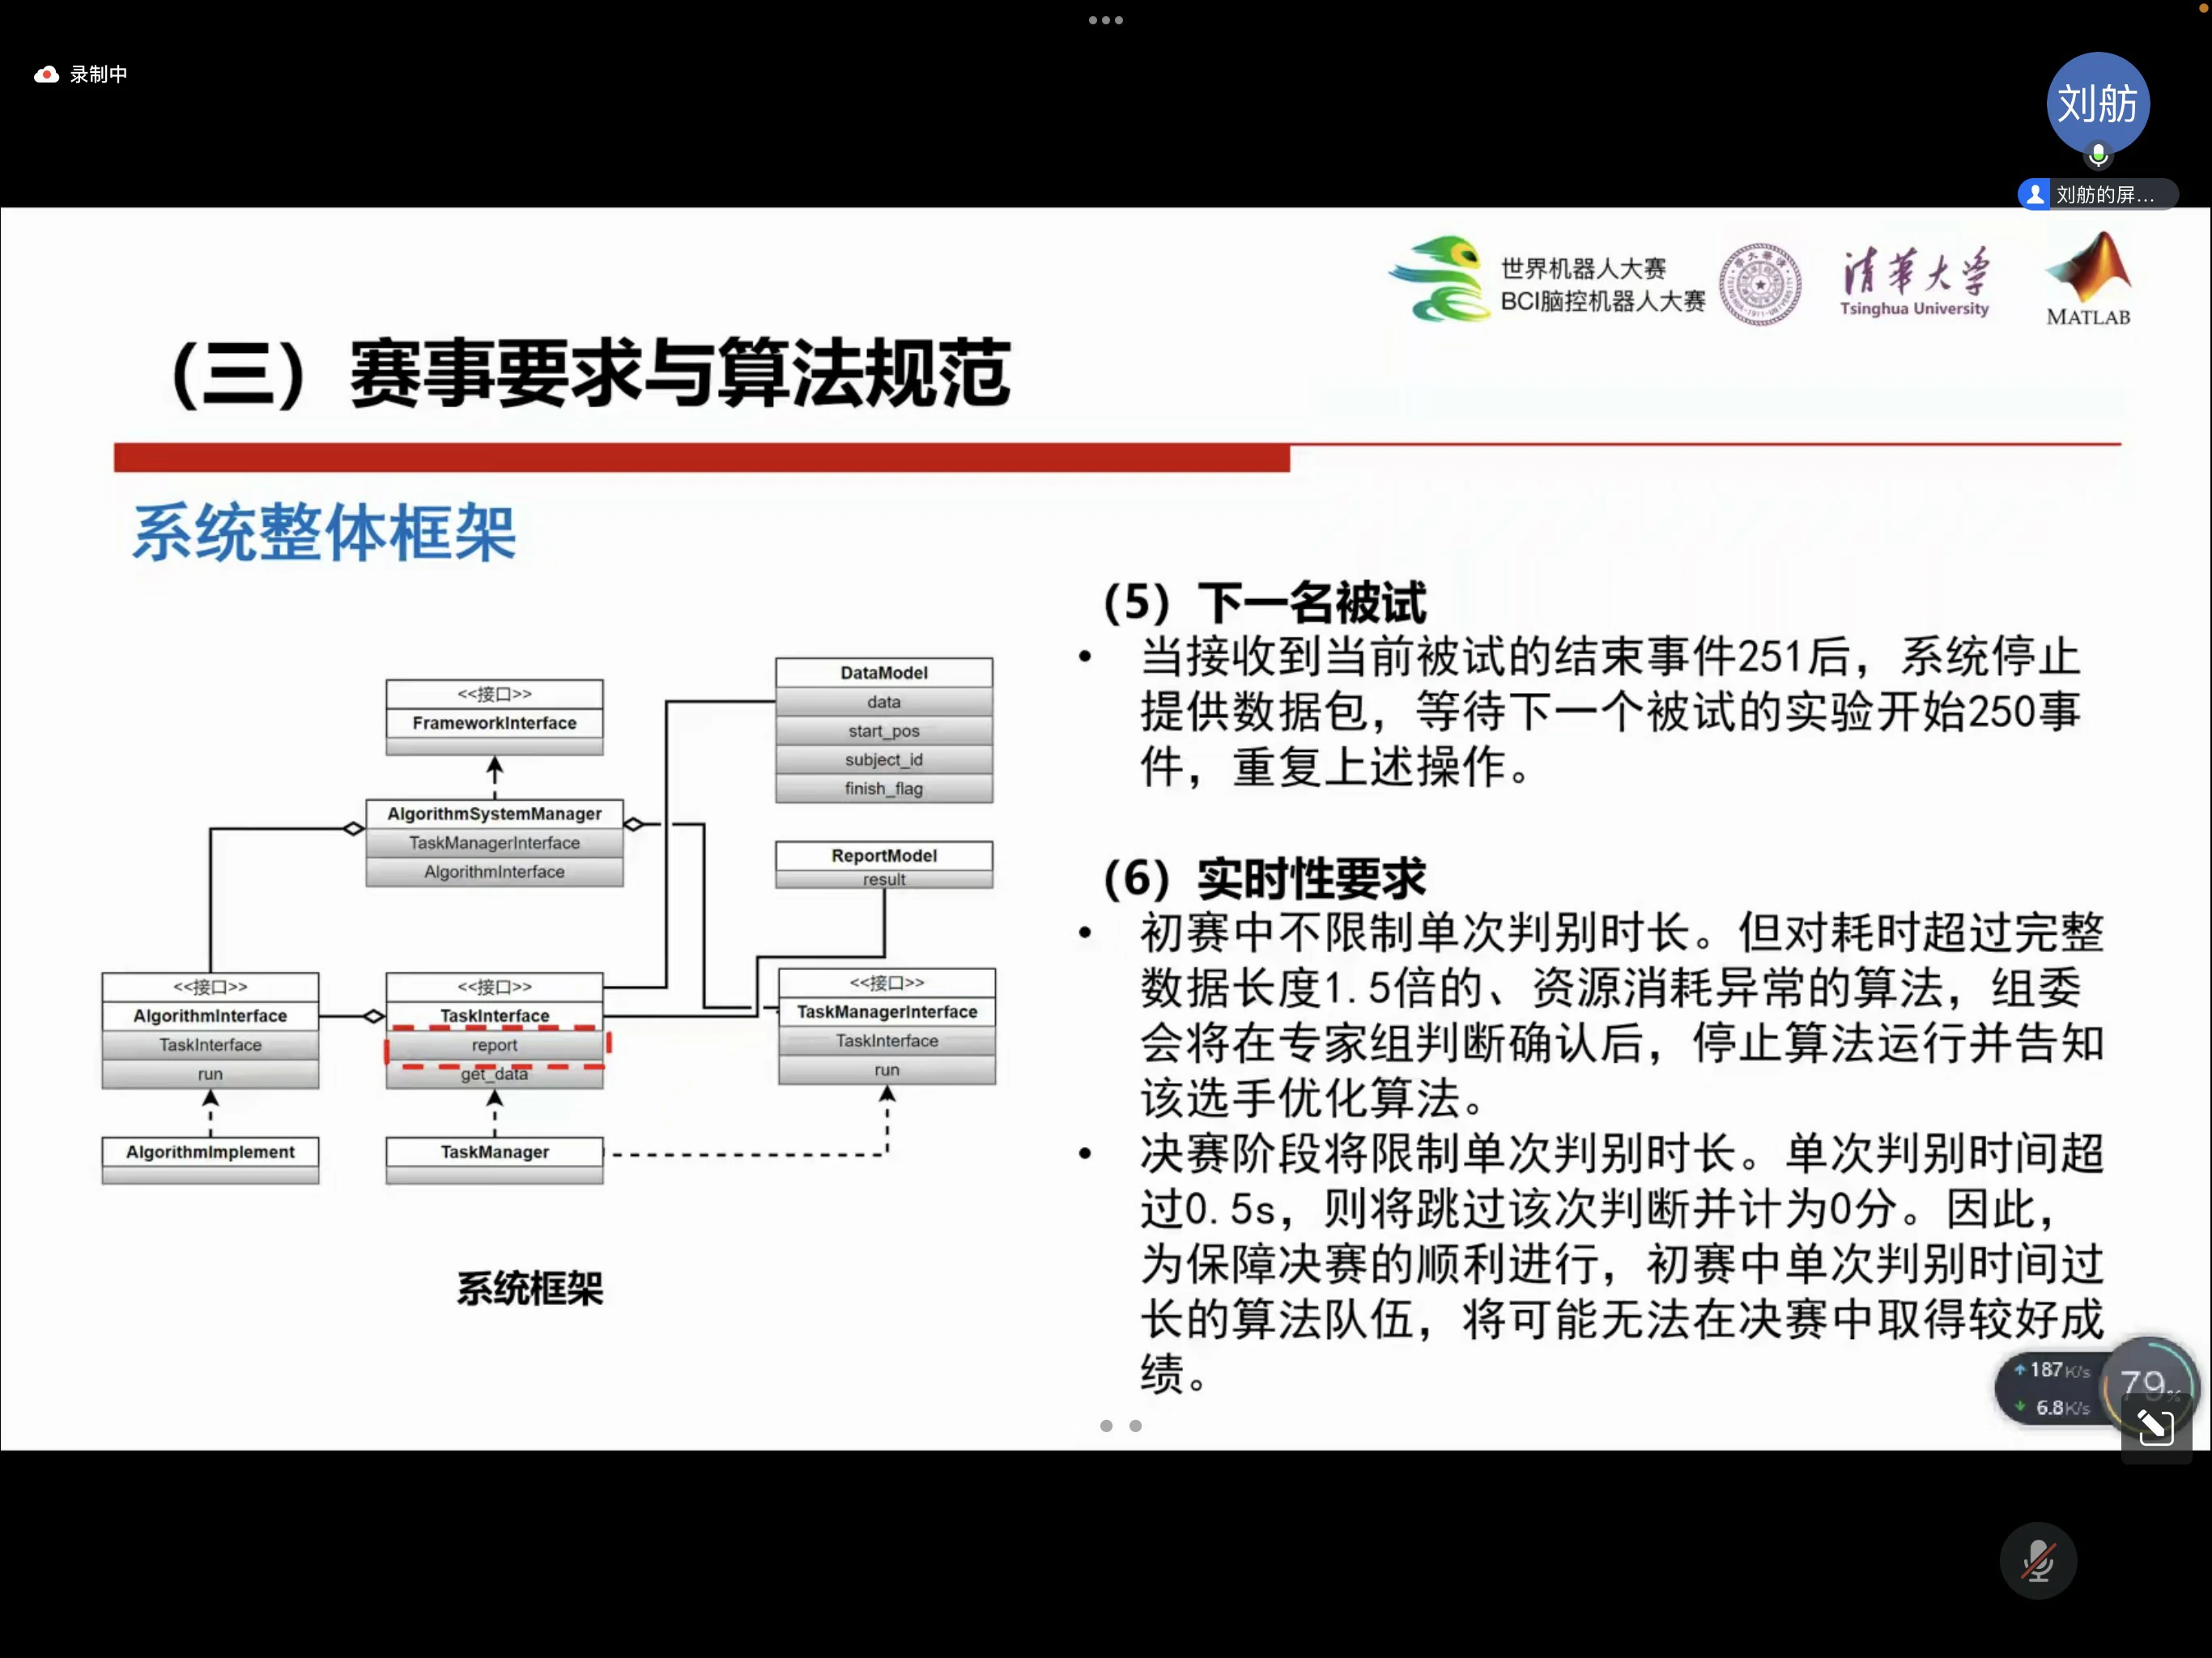 录制中
刘舫
刘舫的屏...
世界机器人大赛
BCI脑控机器人大赛
清华大学
Tsinghua University
MATLAB
（三）赛事要求与算法规范
系统整体框架
<<接口>>
FrameworkInterface
AlgorithmSystemManager
TaskManagerInterface
AlgorithmInterface
DataModel
data
start_pos
subject_id
finish_flag
ReportModel
result
<<接口>>
AlgorithmInterface
TaskInterface
run
<<接口>>
TaskInterface
report
get_data
<<接口>>
TaskManagerInterface
TaskInterface
run
AlgorithmImplement
TaskManager
系统框架
（5）下一名被试
• 当接收到当前被试的结束事件251后，系统停止
提供数据包，等待下一个被试的实验开始250事
件，重复上述操作。
（6）实时性要求
• 初赛中不限制单次判别时长。但对耗时超过完整
数据长度1.5倍的、资源消耗异常的算法，组委
会将在专家组判断确认后，停止算法运行并告知
该选手优化算法。
• 决赛阶段将限制单次判别时长。单次判别时间超
过0.5s，则将跳过该次判断并计为0分。因此，
为保障决赛的顺利进行，初赛中单次判别时间过
长的算法队伍，将可能无法在决赛中取得较好成
绩。
187K/s
6.8K/s
79%